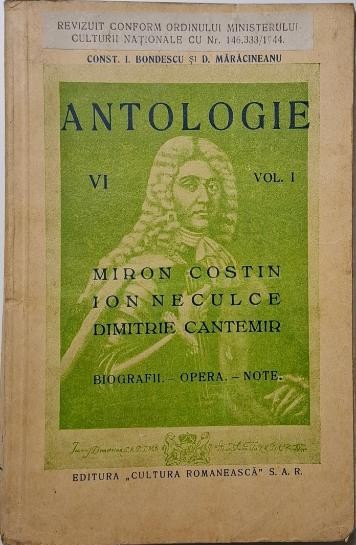 REVIZUIT CONFORM ORDINULUI MINISTERULUI
CULTURII NAȚIONALE CU Nr. 146.333/1944.
CONST. I. BONDESCU ȘI D. MĂRĂCINEANU
ANTOLOGIE
VI VOL. I
MIRON COSTIN
ION NECULCE
DIMITRIE CANTEMIR
BIOGRAFII. – OPERA. – NOTE.
EDITURA „CULTURA ROMANEASCĂ" S. A. R.